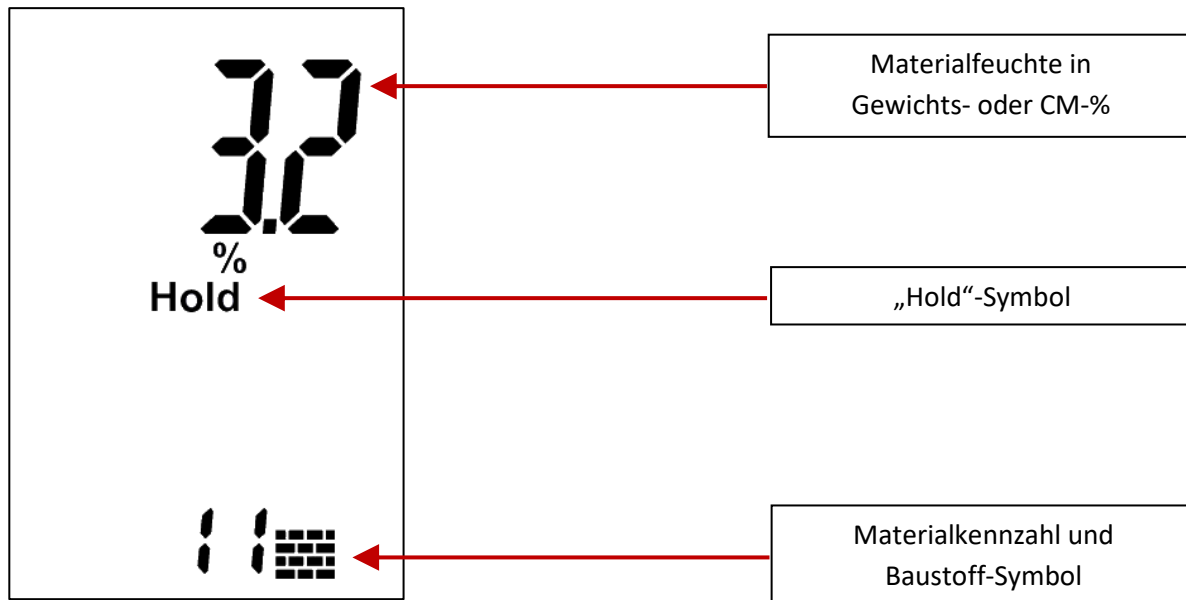 3.2
Materialfeuchte in
Gewichts- oder CM-%
%
Hold
„Hold“-Symbol
11
Materialkennzahl und
Baustoff-Symbol